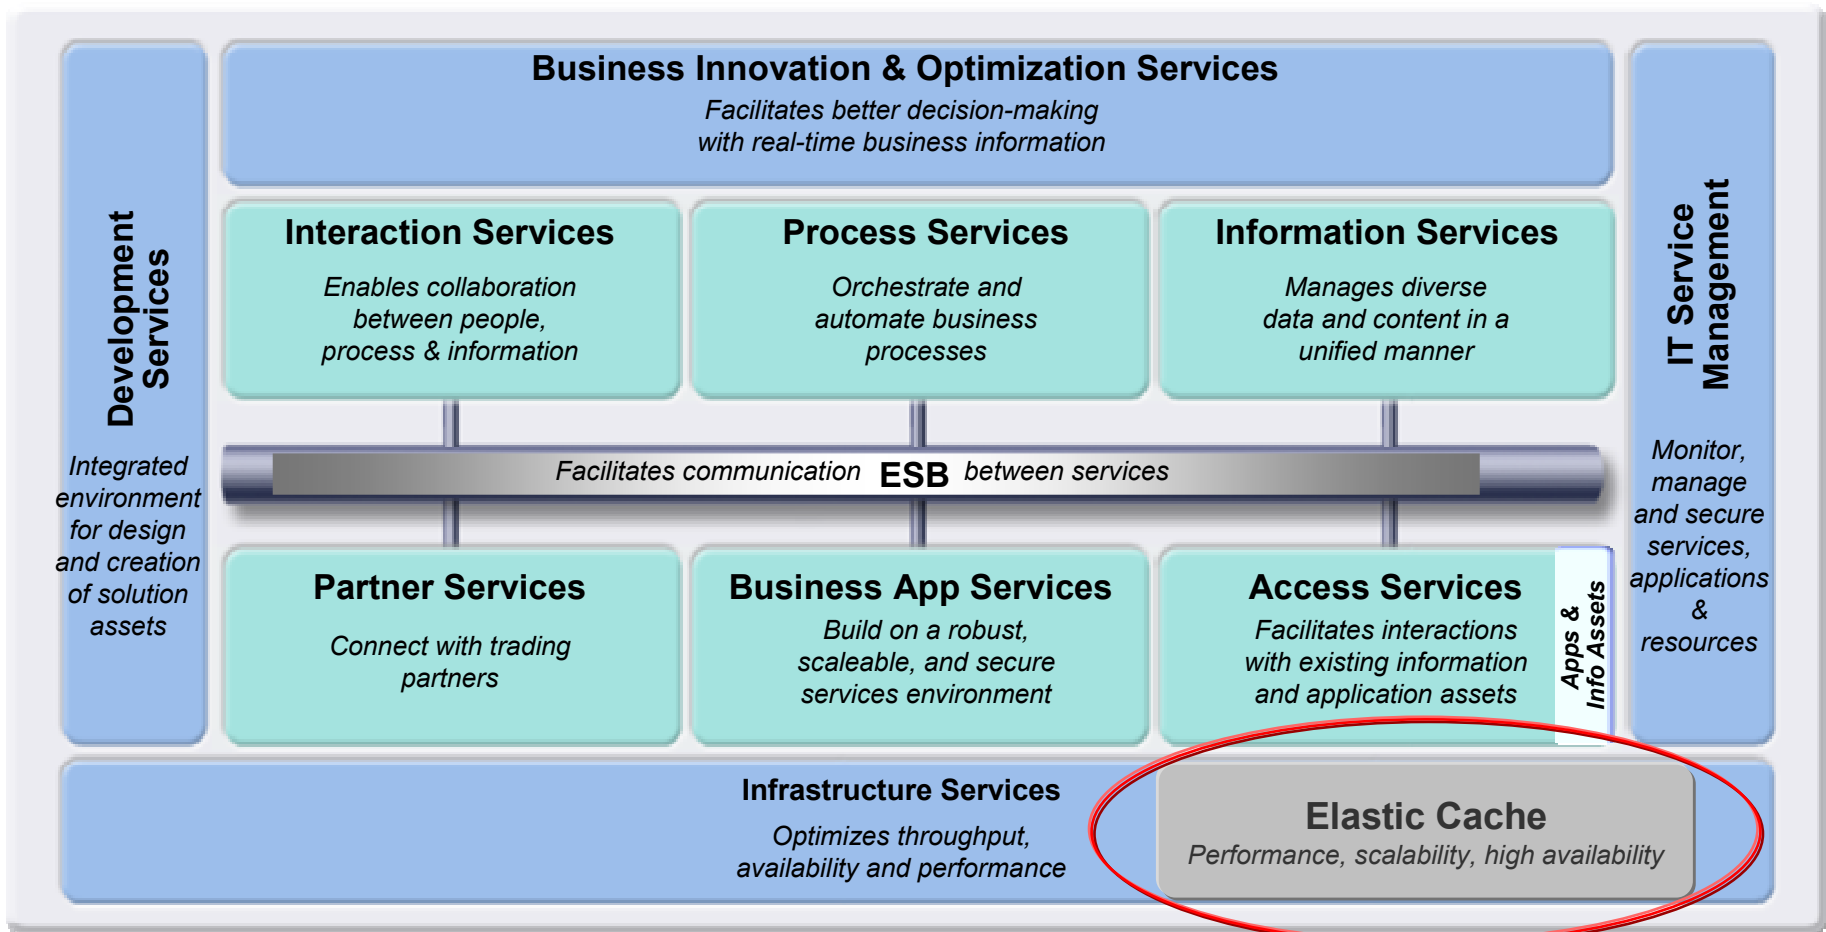 Business Innovation & Optimization Services
Facilitates better decision-making
with real-time business information
Development
Services
Integrated
environment
for design
and creation
of solution
assets
Interaction Services
Enables collaboration
between people,
process & information
Process Services
Orchestrate and
automate business
processes
Information Services
Manages diverse
data and content in a
unified manner
IT Service
Management
Monitor,
manage
and secure
services,
applications
&
resources
Facilitates communication ESB between services
Partner Services
Connect with trading
partners
Business App Services
Build on a robust,
scaleable, and secure
services environment
Access Services
Facilitates interactions
with existing information
and application assets
Apps &
Info Assets
Infrastructure Services
Optimizes throughput,
availability and performance
Elastic Cache
Performance, scalability, high availability